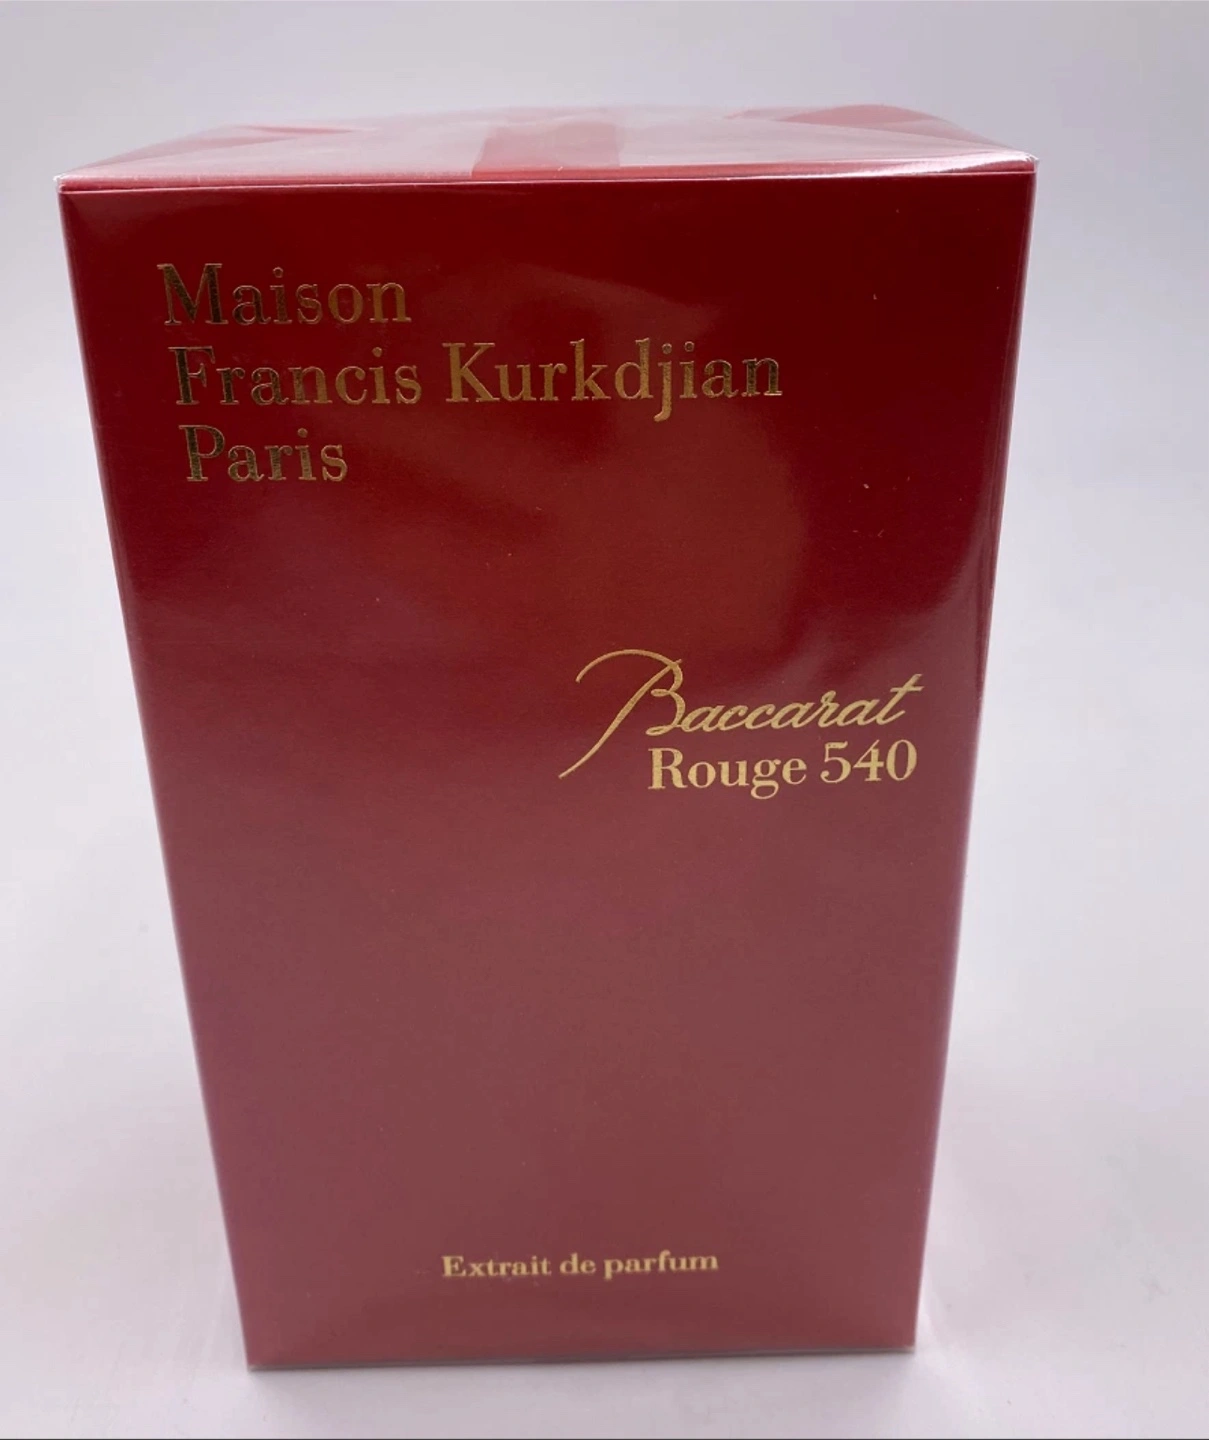 Maison
Francis Kurkdjian
Paris
Baccarat
Rouge 540
Extrait de parfum